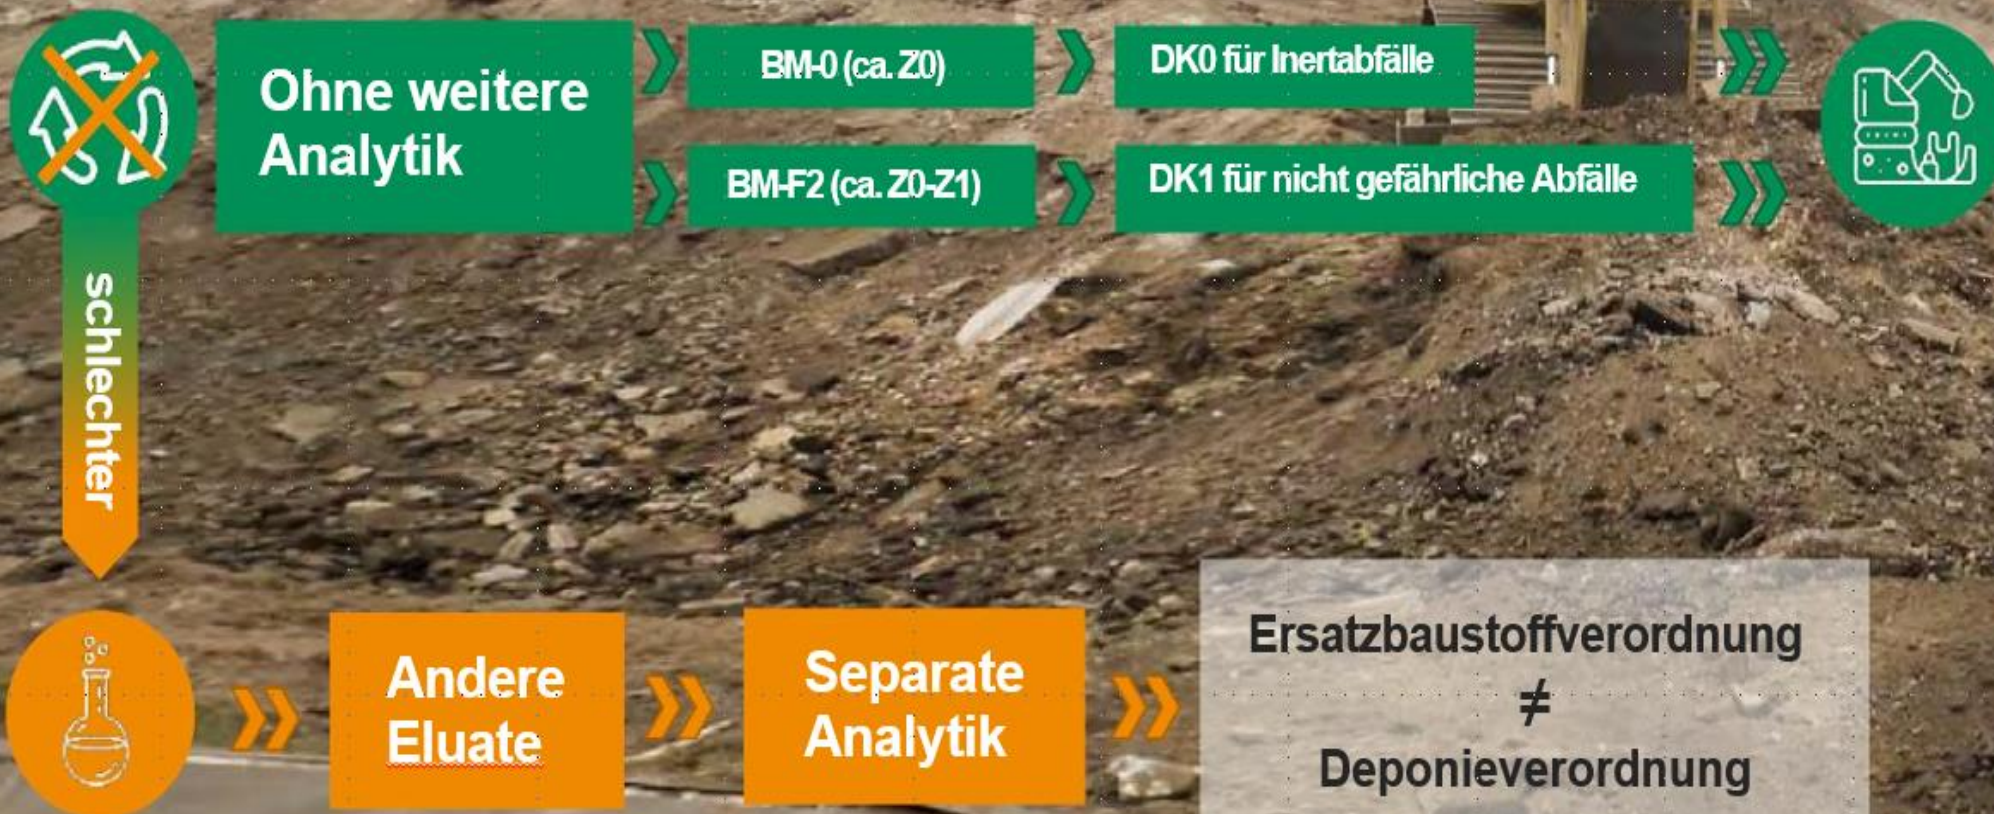 Ohne weitere
Analytik
BM-0 (ca. Z0)
DK0 für Inertabfälle
BM-F2 (ca. Z0-Z1)
DK1 für nicht gefährliche Abfälle
schlechter
Andere
Eluate
Separate
Analytik
Ersatzbaustoffverordnung
≠
Deponieverordnung